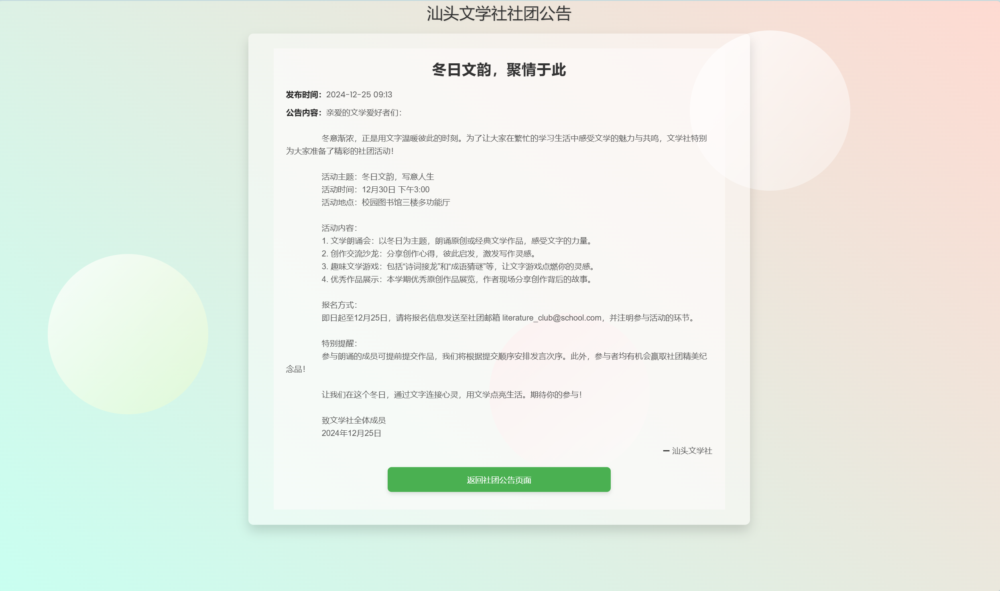 汕头文学社社团公告
冬日文韵，聚情于此
发布时间：2024-12-25 09:13
公告内容：亲爱的文学爱好者们：
冬意渐浓，正是用文字温暖彼此的时刻。为了让大家在繁忙的学习生活中感受文学的魅力与共鸣，文学社特别
为大家准备了精彩的社团活动！
活动主题：冬日文韵，写意人生
活动时间：12月30日 下午3:00
活动地点：校园图书馆三楼多功能厅
活动内容：
1. 文学朗诵会：以冬日为主题，朗诵原创或经典文学作品，感受文字的力量。
2. 创作交流沙龙：分享创作心得，彼此启发，激发写作灵感。
3. 趣味文学游戏：包括“诗词接龙”和“成语猜谜”等，让文字游戏点燃你的灵感。
4. 优秀作品展示：本学期优秀原创作品展览，作者现场分享创作背后的故事。
报名方式：
即日起至12月25日，请将报名信息发送至社团邮箱 literature_club@school.com，并注明参与活动的环节。
特别提醒：
参与朗诵的成员可提前提交作品，我们将根据提交顺序安排发言次序。此外，参与者均有机会赢取社团精美纪
念品！
让我们在这个冬日，通过文字连接心灵，用文学点亮生活。期待你的参与！
致文学社全体成员
2024年12月25日
— 汕头文学社
返回社团公告页面